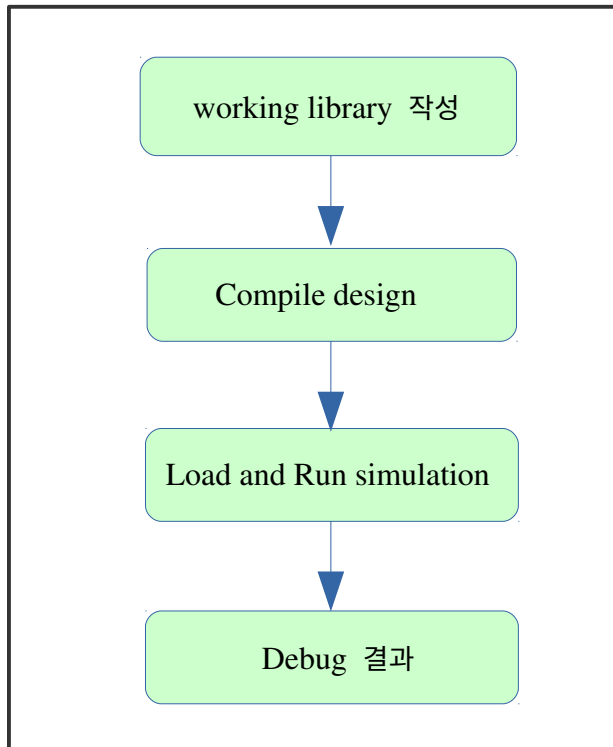 working library 작성
Compile design
Load and Run simulation
Debug 결과